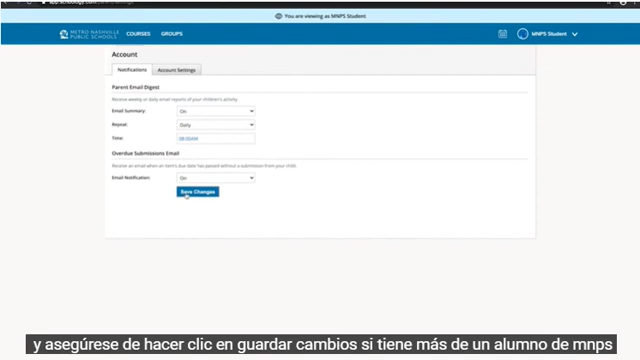 You are viewing as MNPS Student
METRO NASHVILLE
PUBLIC SCHOOLS
COURSES
GROUPS
MNPS Student
Account
Notifications
Account Settings
Parent Email Digest
Receive weekly or daily email reports of your children's activity.
Email Summary:
On
Repeat:
Daily
Time:
08:00AM
Overdue Submissions Email
Receive an email when an item's due date has passed without a submission from your child.
Email Notification:
On
Save Changes
y asegúrese de hacer clic en guardar cambios si tiene más de un alumno de mnps